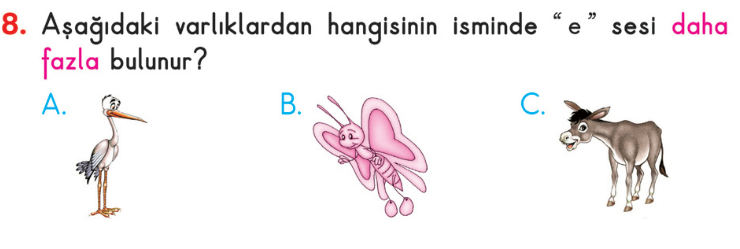 8. Aşağıdaki varlıklardan hangisinin isminde “e” sesi daha
fazla bulunur?
A. B. C.